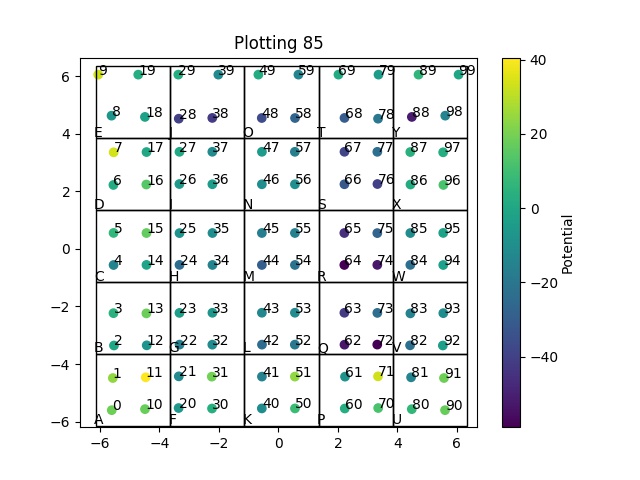 Plotting 85
9 19 29 39 49 59 69 79 89 99
8 18 28 38 48 58 68 78 88 98
E J O T Y
7 17 27 37 47 57 67 77 87 97
6 16 26 36 46 56 66 76 86 96
D I N S X
5 15 25 35 45 55 65 75 85 95
4 14 24 34 44 54 64 74 84 94
C H M R W
3 13 23 33 43 53 63 73 83 93
2 12 22 32 42 52 62 72 82 92
B G L Q V
1 11 21 31 41 51 61 71 81 91
0 10 20 30 40 50 60 70 80 90
A F K P U
6
4
2
0
−2
−4
−6
−6 −4 −2 0 2 4 6
40
20
0
−20
−40
Potential